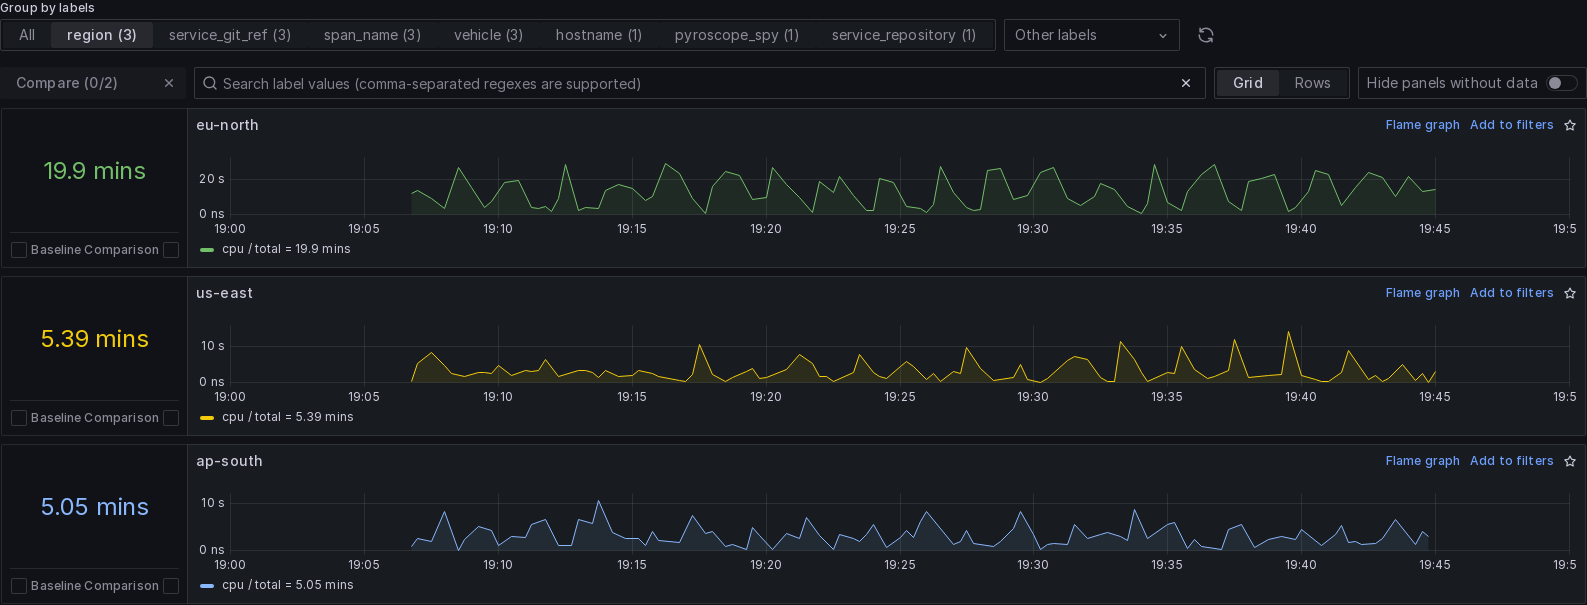 Group by labels
All region (3) service_git_ref (3) span_name (3) vehicle (3) hostname (1) pyroscope_spy (1) service_repository (1) Other labels
Compare (0/2) Search label values (comma-separated regexes are supported) Grid Rows Hide panels without data
eu-north Flame graph Add to filters
19.9 mins
20 s
0 ns
19:00 19:05 19:10 19:15 19:20 19:25 19:30 19:35 19:40 19:45 19:5
Baseline Comparison
cpu / total = 19.9 mins
us-east Flame graph Add to filters
5.39 mins
10 s
0 ns
19:00 19:05 19:10 19:15 19:20 19:25 19:30 19:35 19:40 19:45 19:5
Baseline Comparison
cpu / total = 5.39 mins
ap-south Flame graph Add to filters
5.05 mins
10 s
0 ns
19:00 19:05 19:10 19:15 19:20 19:25 19:30 19:35 19:40 19:45 19:5
Baseline Comparison
cpu / total = 5.05 mins